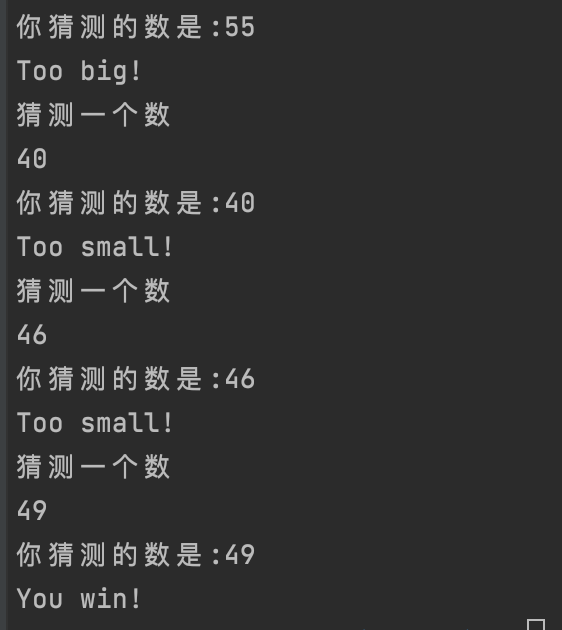 你猜测的数是:55
Too big!
猜测一个数
40
你猜测的数是:40
Too small!
猜测一个数
46
你猜测的数是:46
Too small!
猜测一个数
49
你猜测的数是:49
You win!